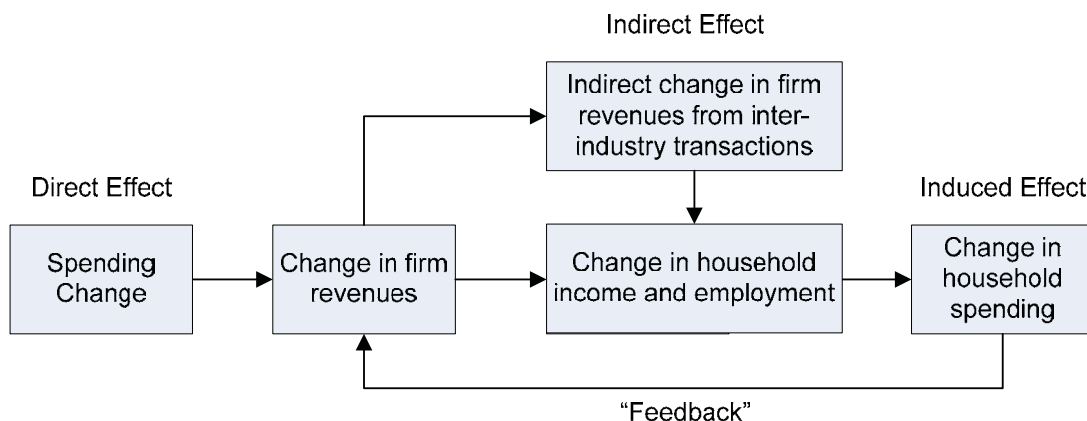 Indirect Effect
Indirect change in firm
revenues from inter-
industry transactions
Direct Effect
Induced Effect
Spending
Change
Change in firm
revenues
Change in household
income and employment
Change in
household
spending
“Feedback”